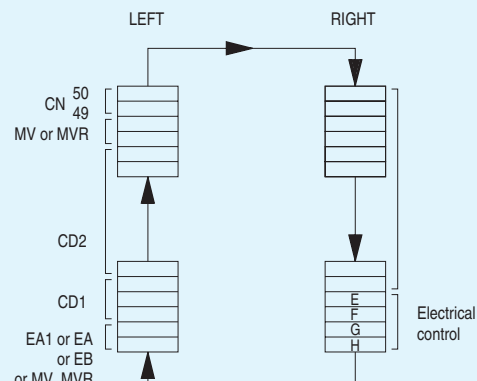 LEFT
RIGHT
CN 50
49
MV or MVR
CD2
CD1
EA1 or EA
or EB
or MV, MVR
E
F
G
H
Electrical
control